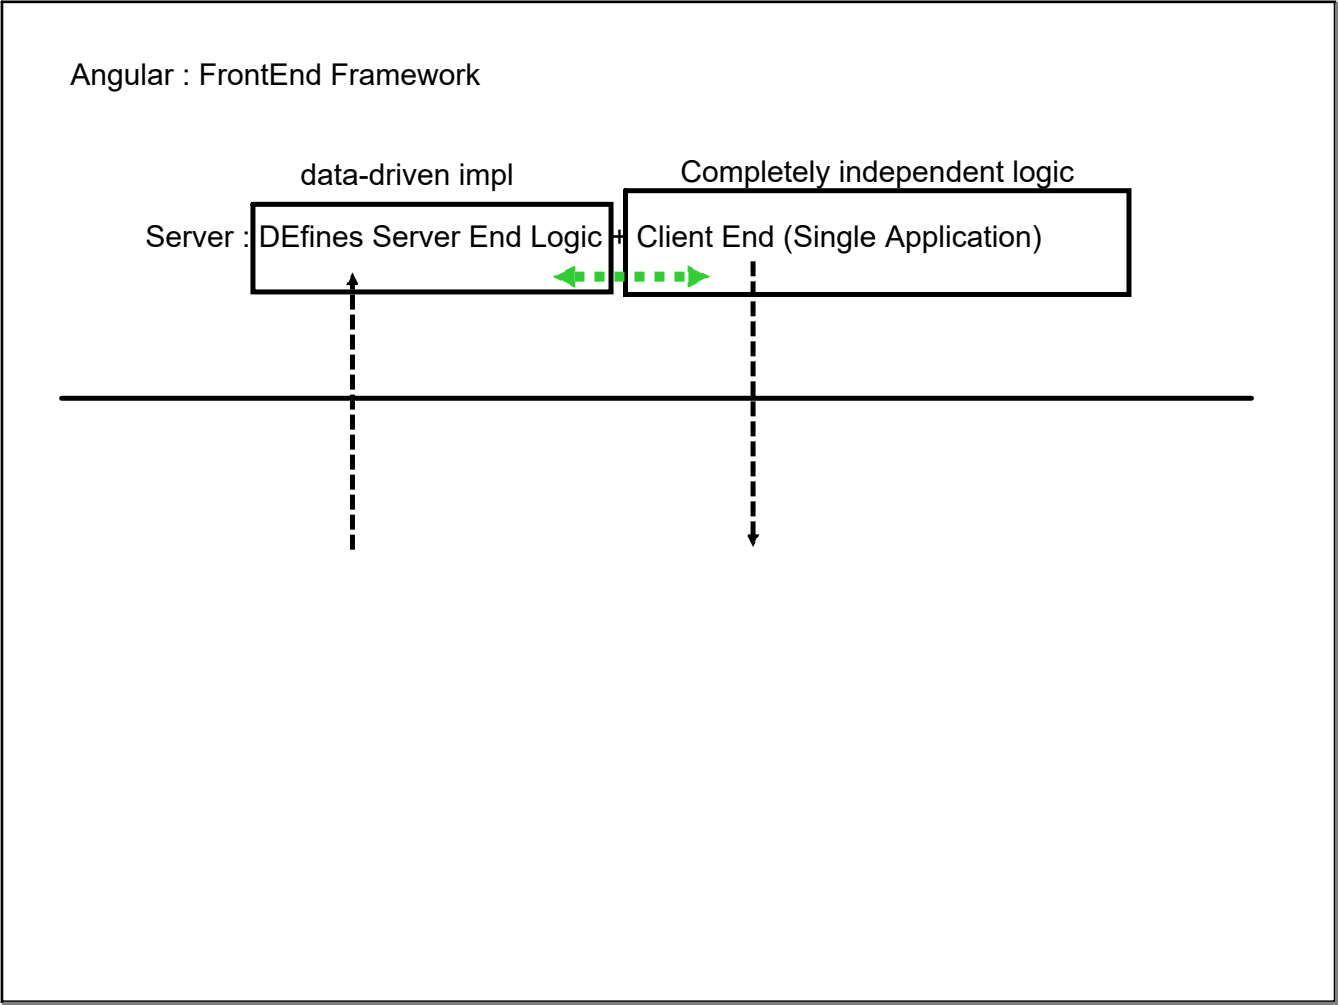 Angular : FrontEnd Framework
data-driven impl
Completely independent logic
Server : DEfines Server End Logic + Client End (Single Application)